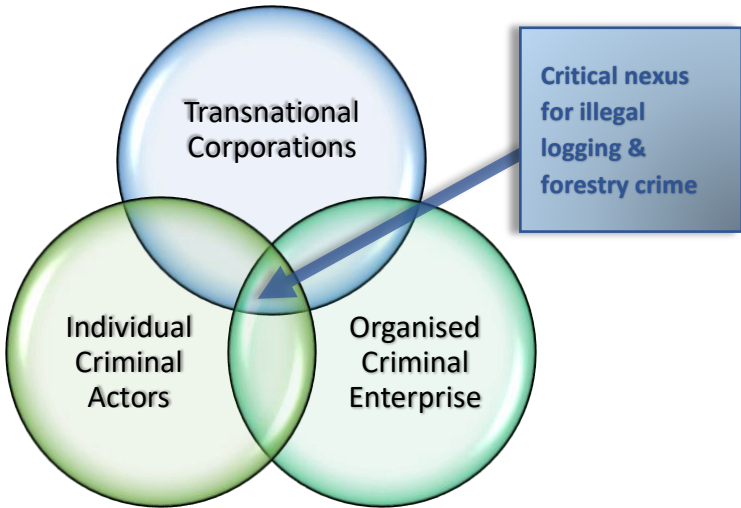 Transnational
Corporations
Critical nexus
for illegal
logging &
forestry crime
Individual
Criminal
Actors
Organised
Criminal
Enterprise